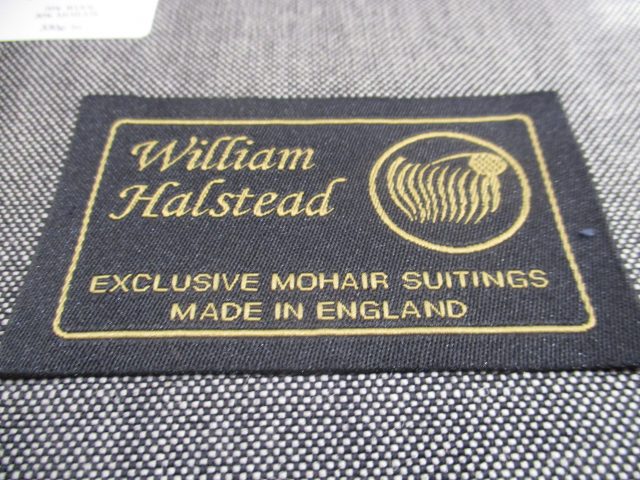 William
Halstead
EXCLUSIVE MOHAIR SUITINGS
MADE IN ENGLAND